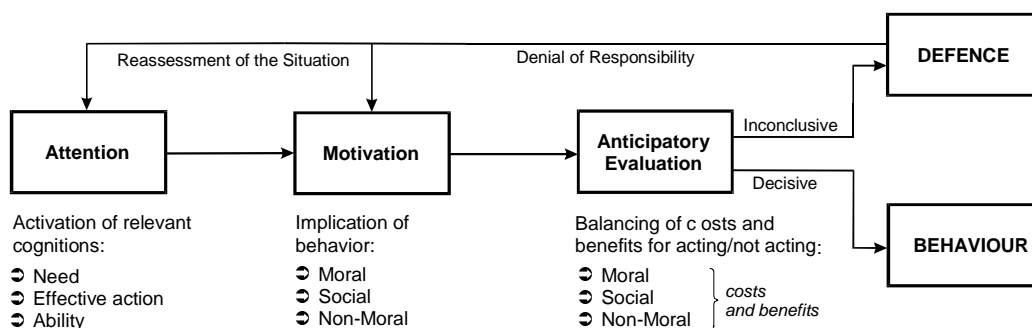 Reassessment of the Situation
Denial of Responsibility
DEFENCE
Attention
Motivation
Anticipatory
Evaluation
Inconclusive
Decisive
BEHAVIOUR
Activation of relevant
cognitions:
➲ Need
➲ Effective action
➲ Ability
Implication of
behavior:
➲ Moral
➲ Social
➲ Non-Moral
Balancing of c osts and
benefits for acting/not acting:
➲ Moral
➲ Social
➲ Non-Moral
costs
and benefits